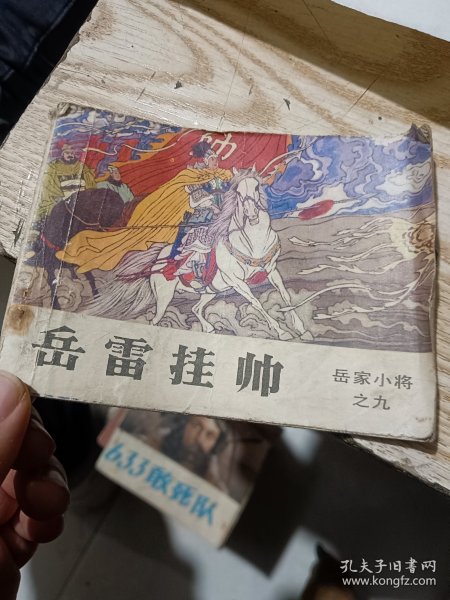 帅
岳雷挂帅
岳家小将
之九
633敢死队
孔夫子旧书网
www.kongfz.com